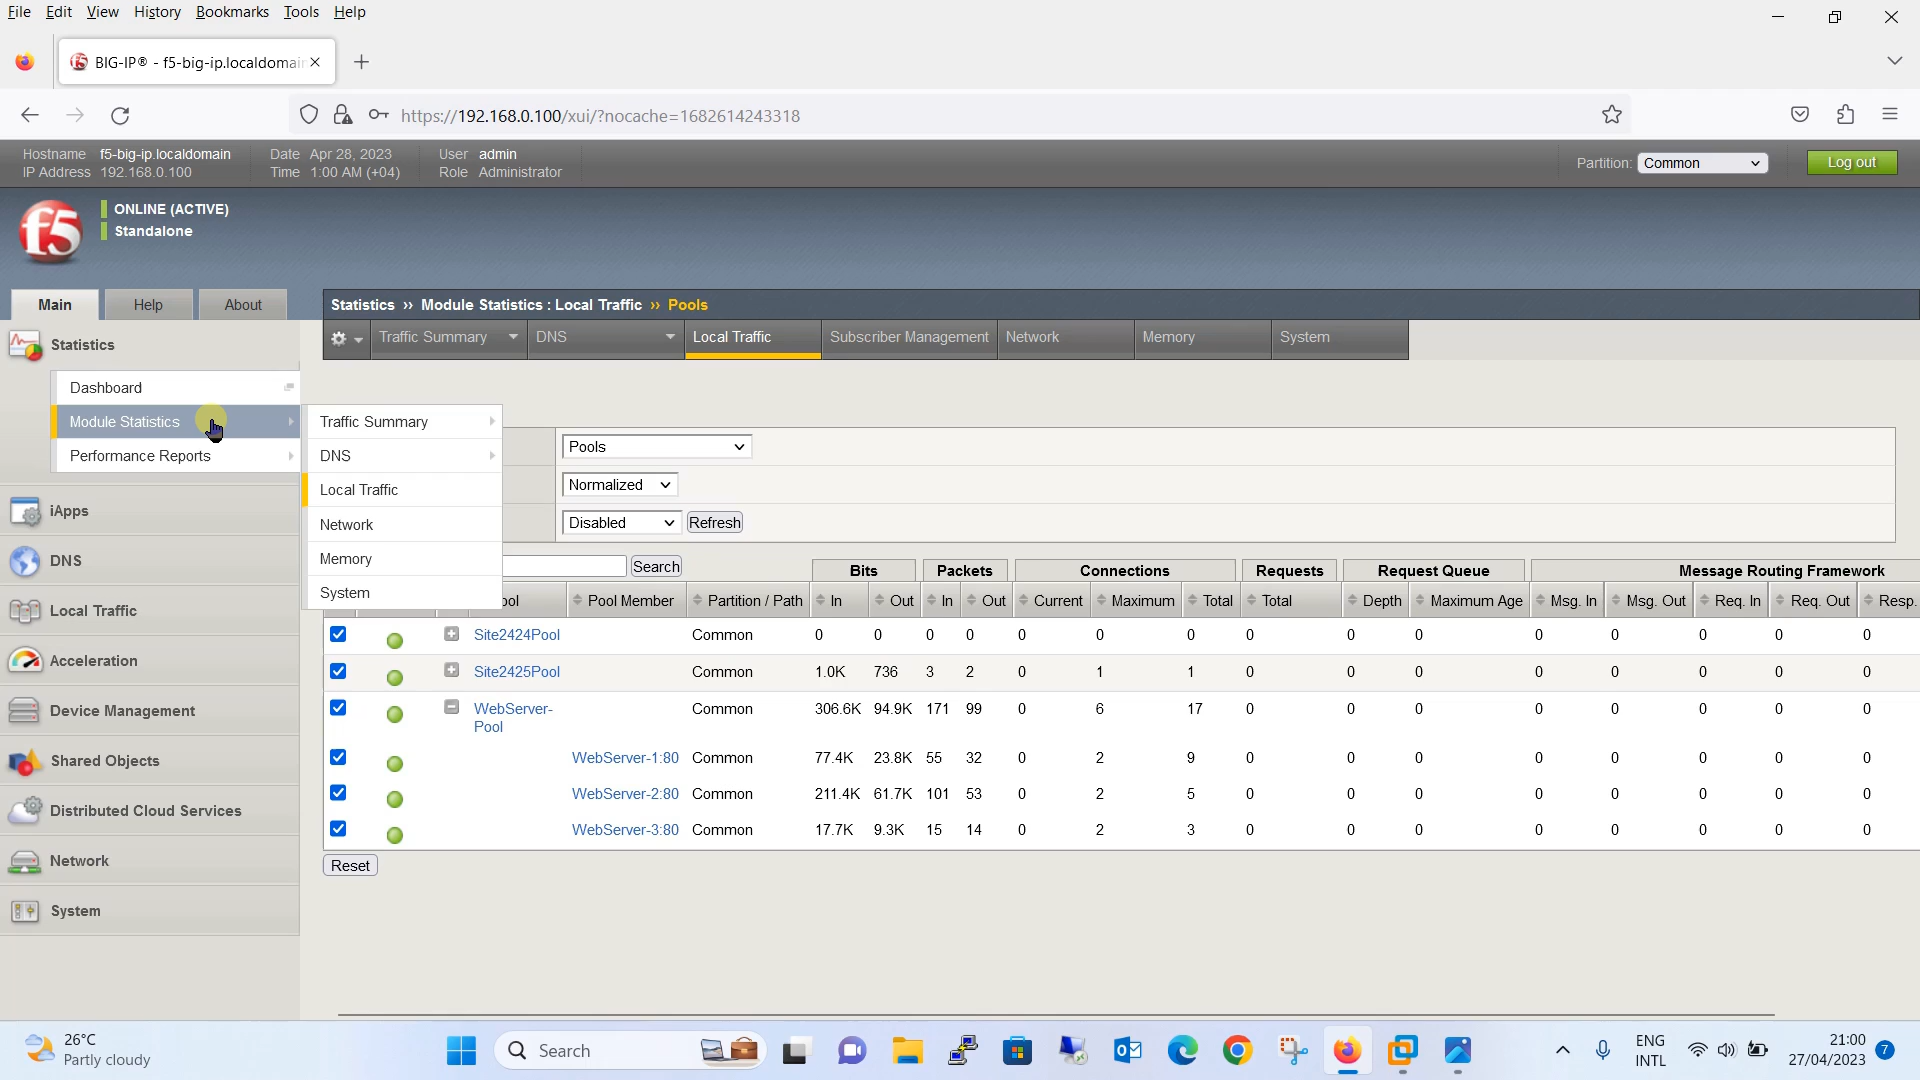 File Edit View History Bookmarks Tools Help
BIG-IP® - f5-big-ip.localdomai
https://192.168.0.100/xui/?nocache=1682614243318
Hostname f5-big-ip.localdomain Date Apr 28, 2023 User admin
IP Address 192.168.0.100 Time 1:00 AM (+04) Role Administrator
Partition: Common Log out
f5 ONLINE (ACTIVE)
Standalone
Main Help About
Statistics ›› Module Statistics : Local Traffic ›› Pools
Traffic Summary DNS Local Traffic Subscriber Management Network Memory System
Statistics
Dashboard
Module Statistics
Performance Reports
iApps
DNS
Local Traffic
Acceleration
Device Management
Shared Objects
Distributed Cloud Services
Network
System
Traffic Summary
DNS
Local Traffic
Network
Memory
System
Pools
Normalized
Disabled Refresh
Search Bits Packets Connections Requests Request Queue Message Routing Framework
ool Pool Member Partition / Path In Out In Out Current Maximum Total Total Depth Maximum Age Msg. In Msg. Out Req. In Req. Out Resp.
Site2424Pool Common 0 0 0 0 0 0 0 0 0 0 0 0 0 0 0
Site2425Pool Common 1.0K 736 3 2 0 1 1 0 0 0 0 0 0 0 0
WebServer- Common 306.6K 94.9K 171 99 0 6 17 0 0 0 0 0 0 0 0
Pool
WebServer-1:80 Common 77.4K 23.8K 55 32 0 2 9 0 0 0 0 0 0 0 0
WebServer-2:80 Common 211.4K 61.7K 101 53 0 2 5 0 0 0 0 0 0 0 0
WebServer-3:80 Common 17.7K 9.3K 15 14 0 2 3 0 0 0 0 0 0 0 0
Reset
26°C
Partly cloudy
Search
ENG
INTL
21:00
27/04/2023 7